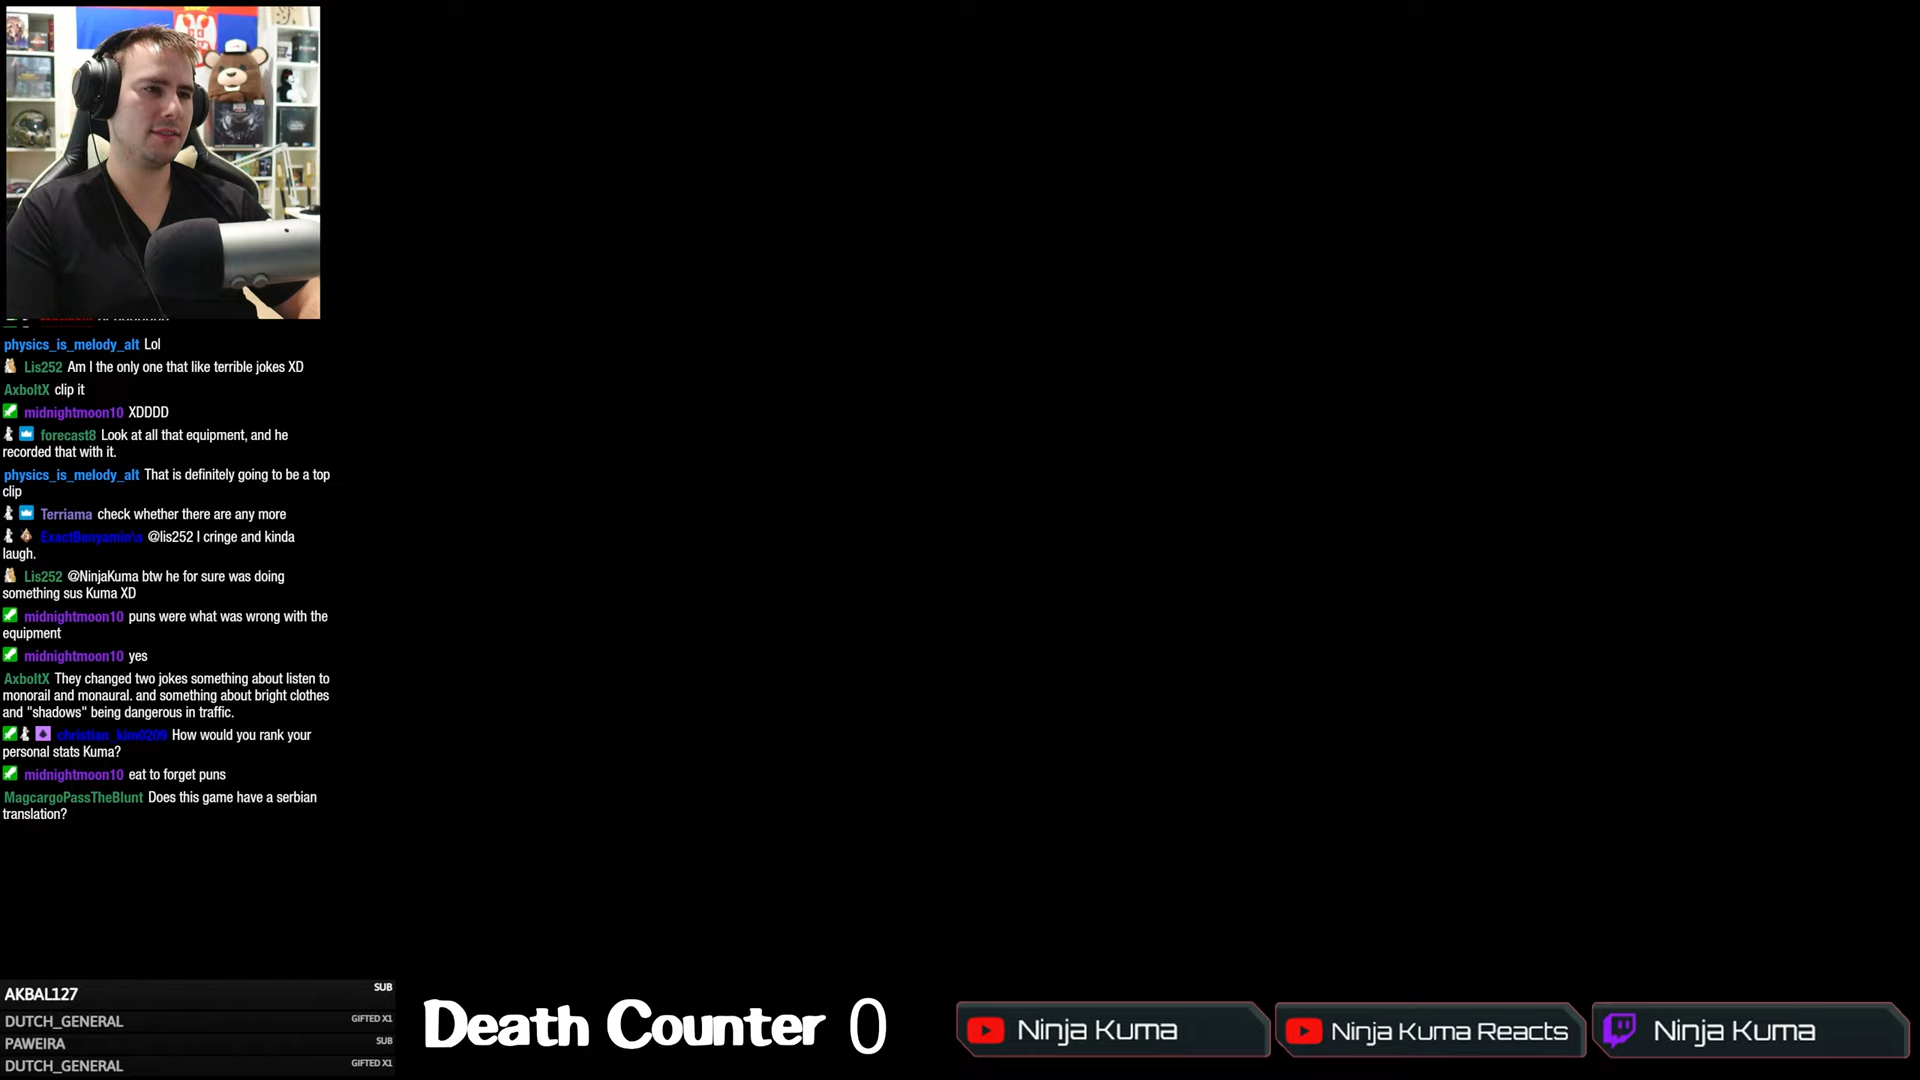 physics_is_melody_alt Lol
Lis252 Am I the only one that like terrible jokes XD
AxboltX clip it
midnightmoon10 XDDDD
forecast8 Look at all that equipment, and he
recorded that with it.
physics_is_melody_alt That is definitely going to be a top
clip
Terriama check whether there are any more
ExactBenyamin\s @lis252 I cringe and kinda
laugh.
Lis252 @NinjaKuma btw he for sure was doing
something sus Kuma XD
midnightmoon10 puns were what was wrong with the
equipment
midnightmoon10 yes
AxboltX They changed two jokes something about listen to
monorail and monaural. and something about bright clothes
and "shadows" being dangerous in traffic.
christian_kim0209 How would you rank your
personal stats Kuma?
midnightmoon10 eat to forget puns
MagcargoPassTheBlunt Does this game have a serbian
translation?
AKBAL127 SUB
DUTCH_GENERAL GIFTED X1
PAWEIRA SUB
DUTCH_GENERAL GIFTED X1
Death Counter 0
Ninja Kuma
Ninja Kuma Reacts
Ninja Kuma